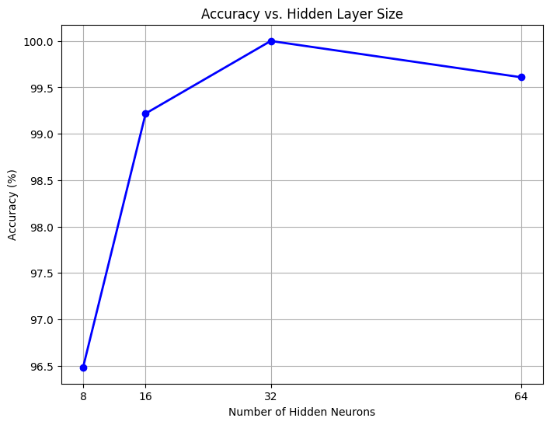 Accuracy vs. Hidden Layer Size
100.0
99.5
99.0
98.5
98.0
97.5
97.0
96.5
Accuracy (%)
8 16 32 64
Number of Hidden Neurons